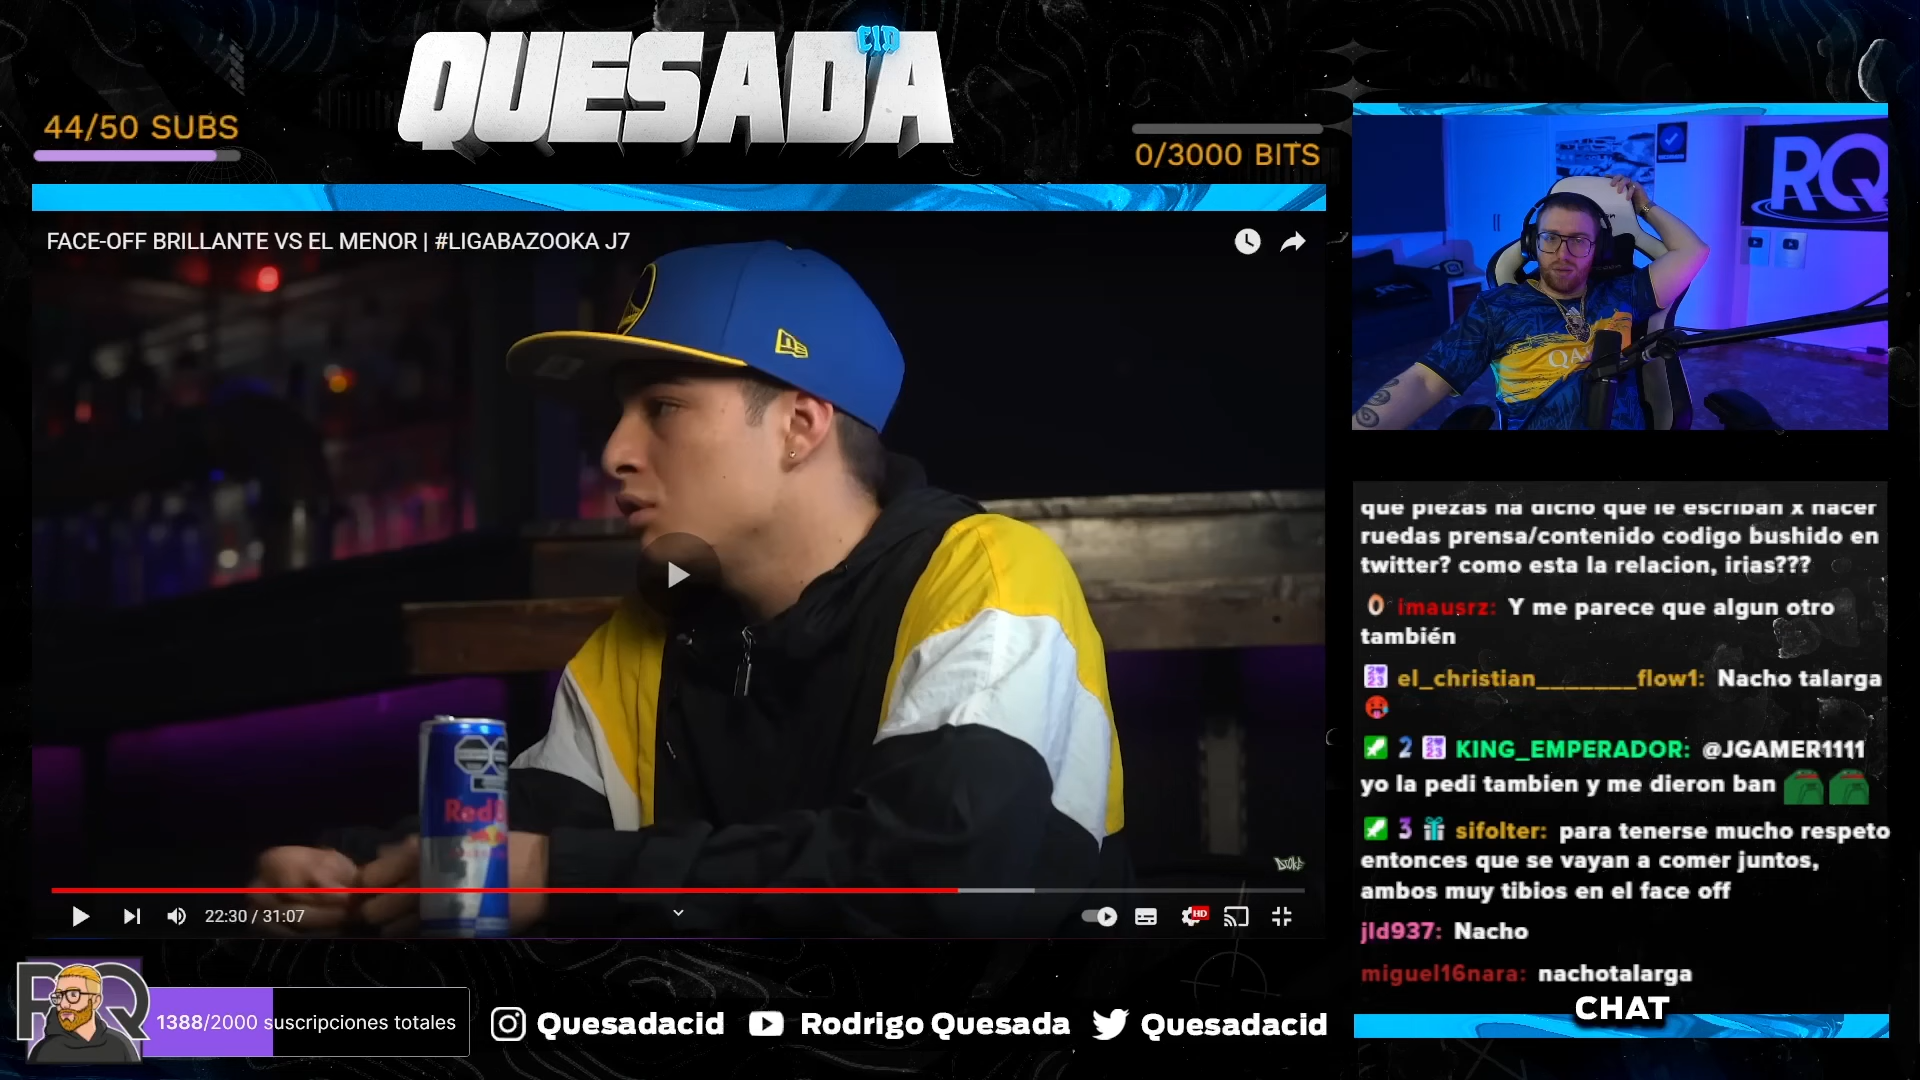 QUESADA
CID
44/50 SUBS
0/3000 BITS
FACE-OFF BRILLANTE VS EL MENOR | #LIGABAZOOKA J7
RQ
QA
RedB
22:30 / 31:07
HD
que piezas ha dicho que le escriban x hacer
ruedas prensa/contenido codigo bushido en
twitter? como esta la relacion, irias???
imausrz: Y me parece que algun otro
también
el_christian_______flow1: Nacho talarga
2 KING_EMPERADOR: @JGAMER1111
yo la pedi tambien y me dieron ban
3 sifolter: para tenerse mucho respeto
entonces que se vayan a comer juntos,
ambos muy tibios en el face off
jld937: Nacho
miguel16nara: nachotalarga
CHAT
RQ
1388/2000 suscripciones totales
Quesadacid
Rodrigo Quesada
Quesadacid